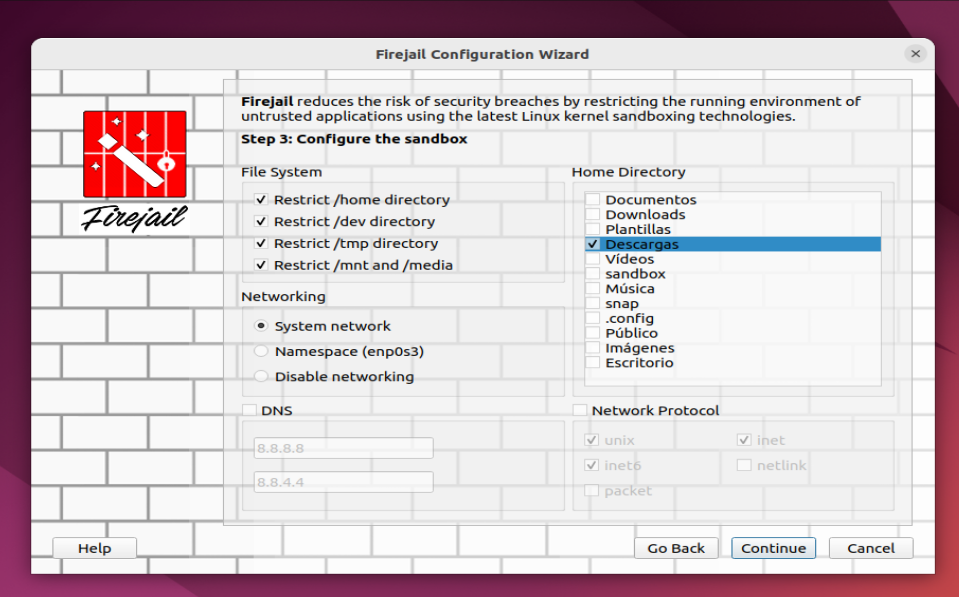 Firejail Configuration Wizard
Firejail reduces the risk of security breaches by restricting the running environment of
untrusted applications using the latest Linux kernel sandboxing technologies.
Step 3: Configure the sandbox
Firejail
File System
Restrict /home directory
Restrict /dev directory
Restrict /tmp directory
Restrict /mnt and /media
Home Directory
Documentos
Downloads
Plantillas
Descargas
Vídeos
sandbox
Música
snap
.config
Público
Imágenes
Escritorio
Networking
System network
Namespace (enp0s3)
Disable networking
DNS
8.8.8.8
8.8.4.4
Network Protocol
unix
inet
inet6
netlink
packet
Help
Go Back
Continue
Cancel